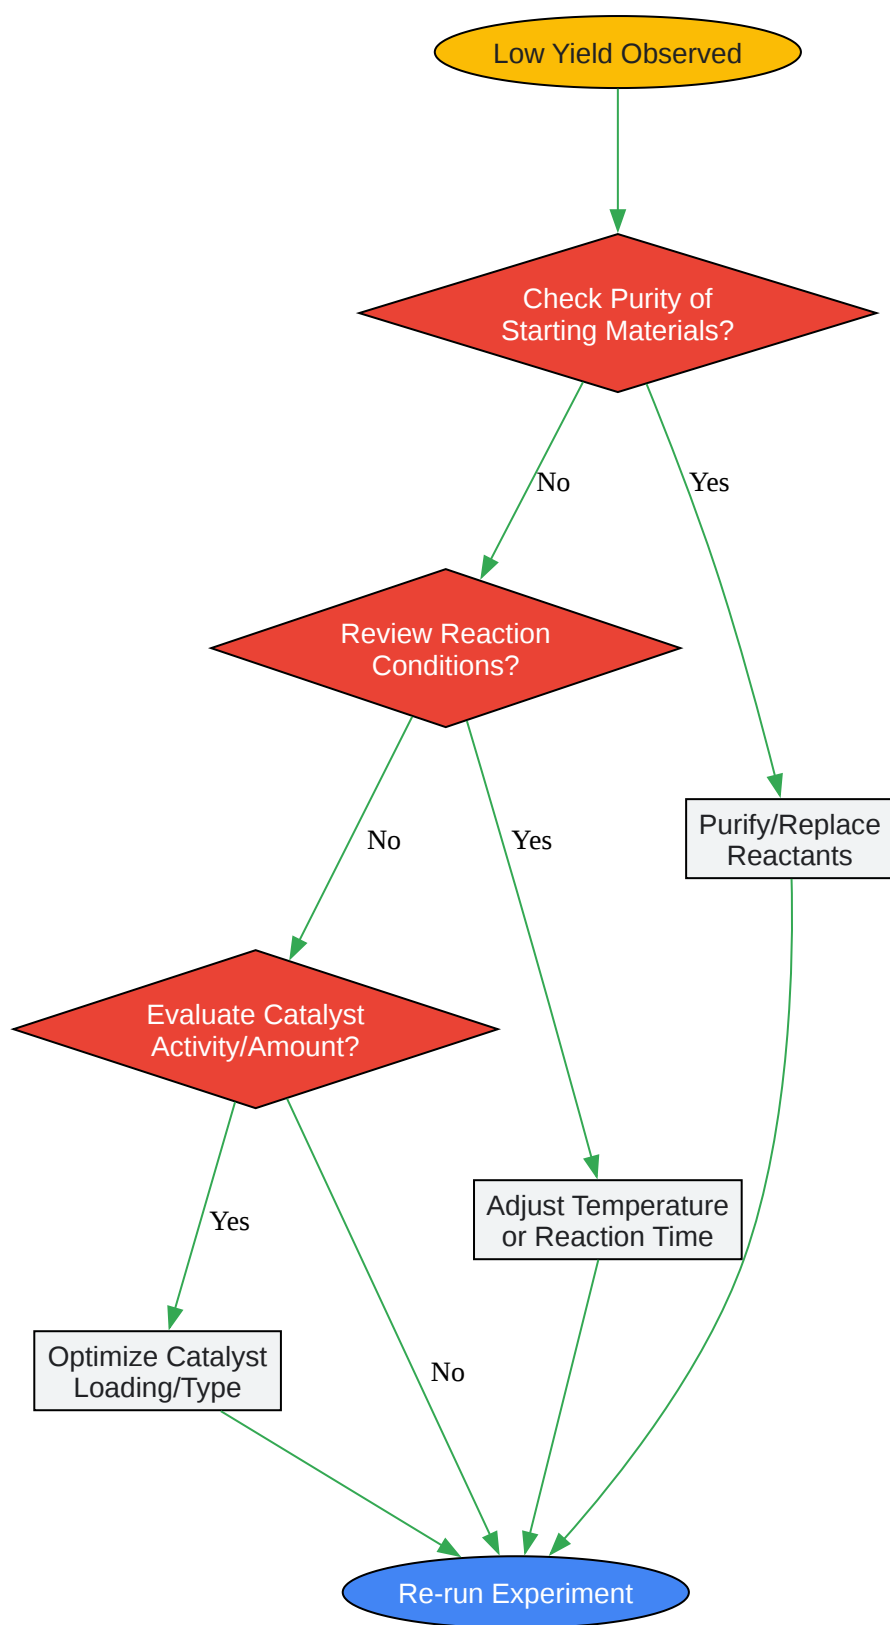 Low Yield Observed
Check Purity of
Starting Materials?
No
Yes
Review Reaction
Conditions?
No
Yes
Purify/Replace
Reactants
Evaluate Catalyst
Activity/Amount?
Yes
Adjust Temperature
or Reaction Time
Optimize Catalyst
Loading/Type
No
Re-run Experiment